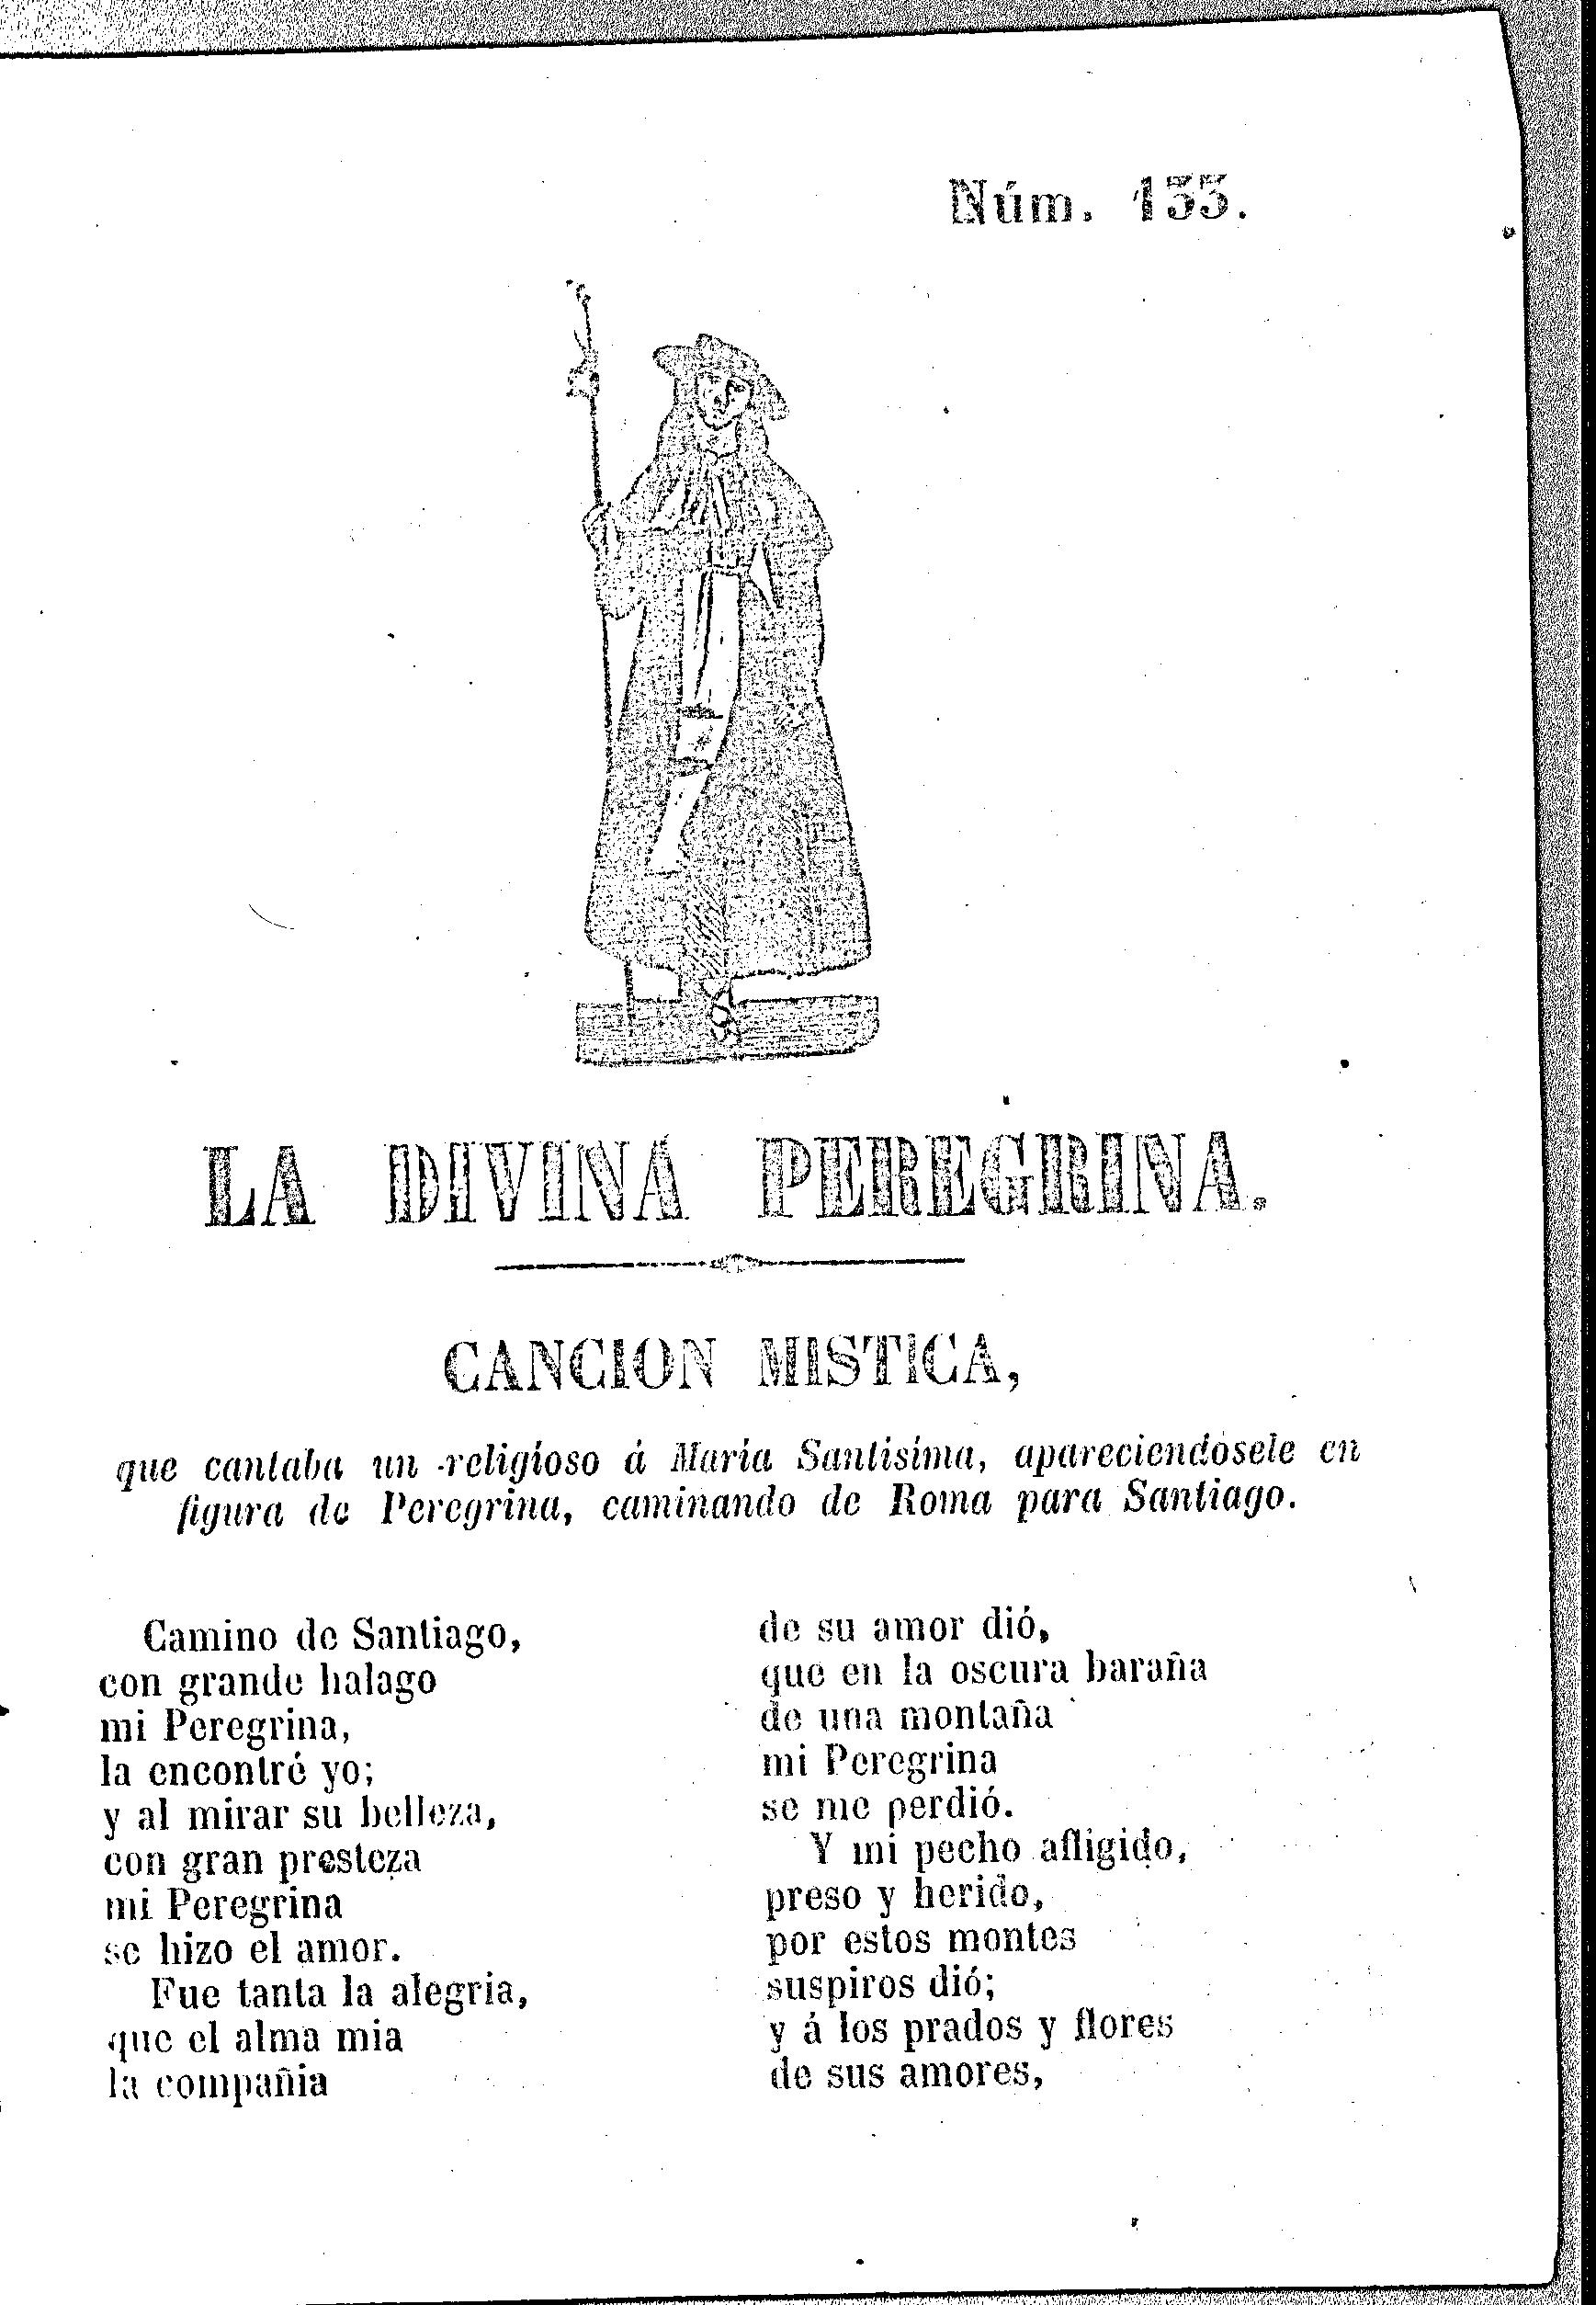 Núm. 133.
LA DIVINA PEREGRINA.
CANCION MISTICA,
que cantaba un religioso á María Santisima, apareciendosele en
figura de Peregrina, caminando de Roma para Santiago.
Camino de Santiago,
con grande halago
mi Peregrina,
la encontré yo;
y al mirar su belleza,
con gran presteza
mi Peregrina
se hizo el amor.
Fue tanta la alegria,
que el alma mia
la compañia
de su amor dió,
que en la oscura baraña
de una montaña
mi Peregrina
se me perdió.
Y mi pecho afligido,
preso y herido,
por estos montes
suspiros dió;
y á los prados y flores
de sus amores,